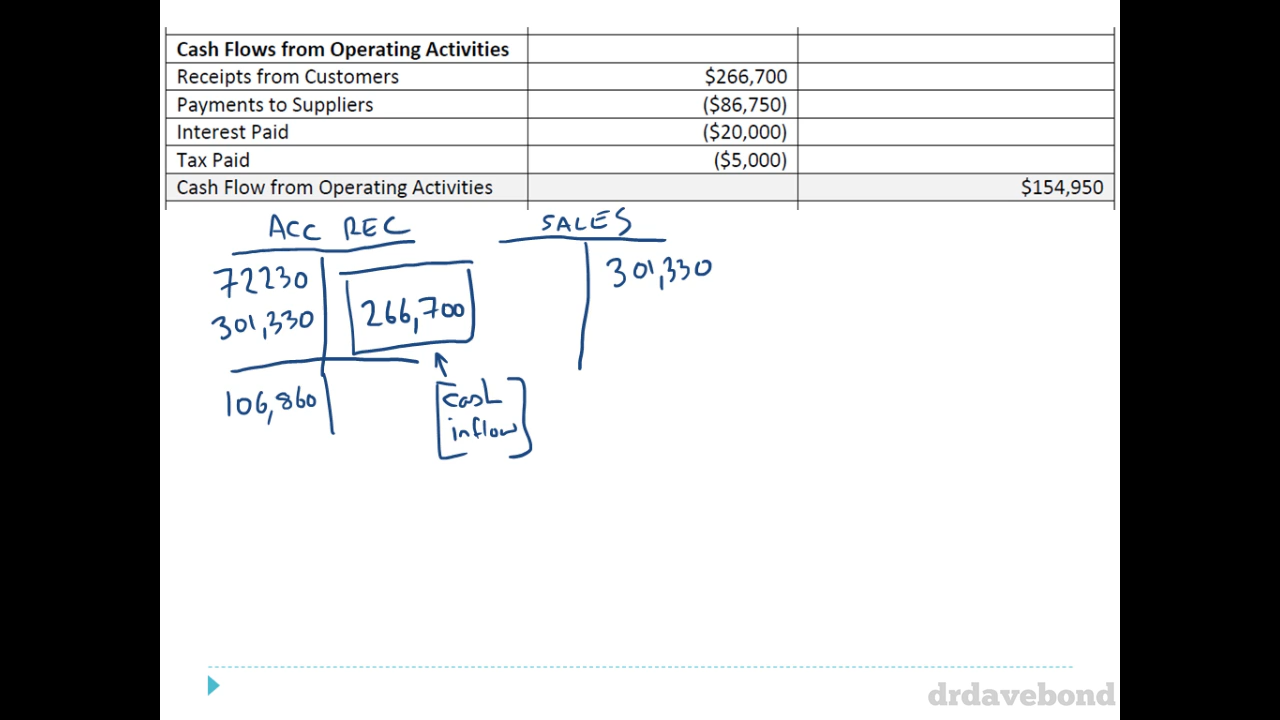 Cash Flows from Operating Activities
Receipts from Customers $266,700
Payments to Suppliers ($86,750)
Interest Paid ($20,000)
Tax Paid ($5,000)
Cash Flow from Operating Activities $154,950
ACC REC SALES
72230 301,330
301,330 266,700
106,860 [cash
inflow]
drdavebond